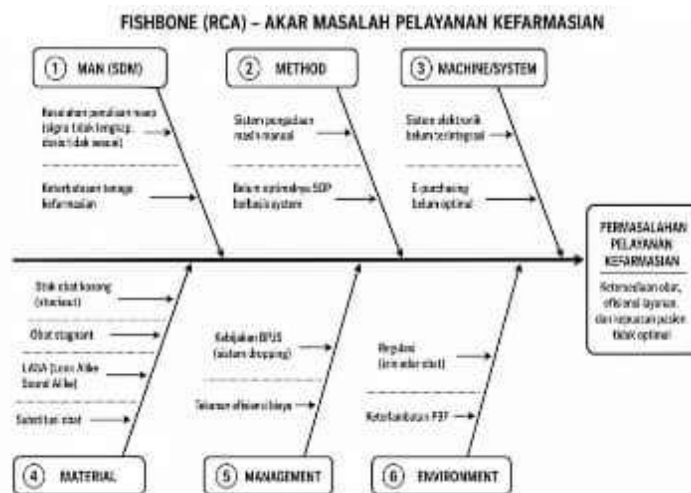 FISHBONE (RCA) – AKAR MASALAH PELAYANAN KEFARMASIAN
1 MAN (SDM)
2 METHOD
3 MACHINE/SYSTEM
Kesalahan penulisan resep
(signa tidak lengkap,
dosis tidak sesuai)
Keterbatasan tenaga
kefarmasian
Sistem pengadaan
masih manual
Belum optimalnya SOP
berbasis system
Sistem elektronik
belum terintegrasi
E-purchasing
belum optimal
PERMASALAHAN
PELAYANAN
KEFARMASIAN
Ketersediaan obat,
efisiensi layanan,
dan kepuasan pasien
tidak optimal
Stok obat kosong
(stockout)
Obat stagnant
LASA (Look Alike
Sound Alike)
Substitusi obat
Kebijakan BPJS
(sistem dropping)
Tekanan efisiensi biaya
Regulasi
(izin edar obat)
Keterlambatan PBF
4 MATERIAL
5 MANAGEMENT
6 ENVIRONMENT